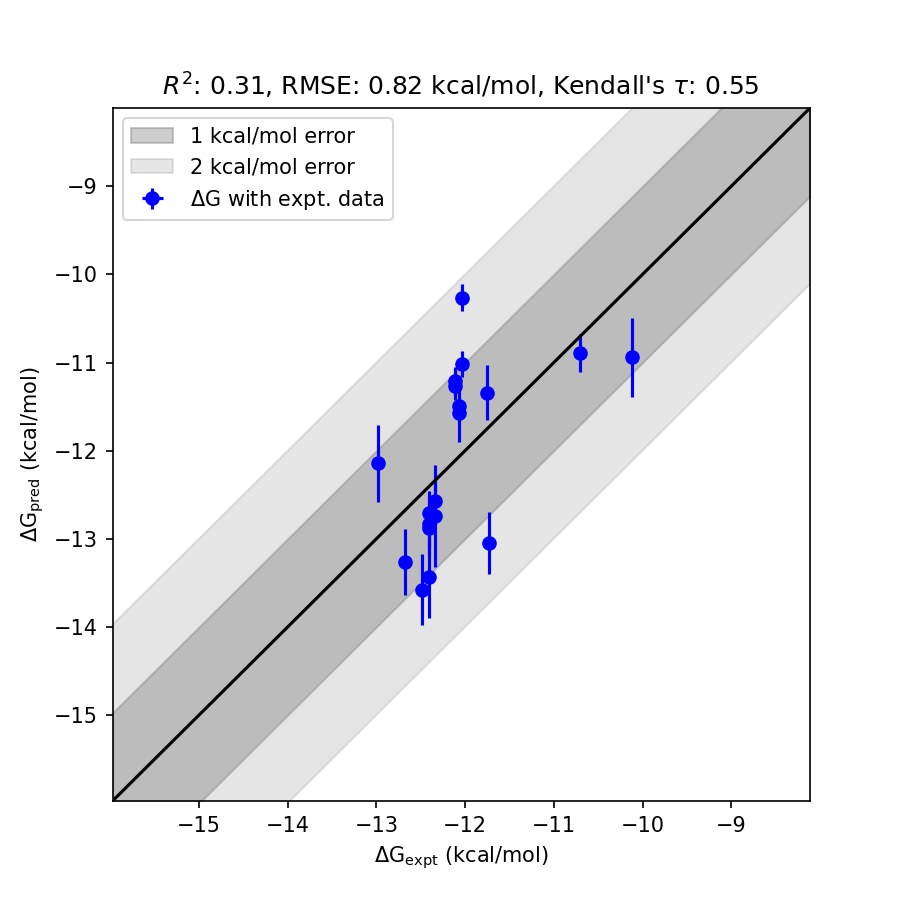 R²: 0.31, RMSE: 0.82 kcal/mol, Kendall's τ: 0.55
1 kcal/mol error
2 kcal/mol error
ΔG with expt. data
−9
−10
−11
−12
−13
−14
−15
ΔGpred (kcal/mol)
−15
−14
−13
−12
−11
−10
−9
ΔGexpt (kcal/mol)